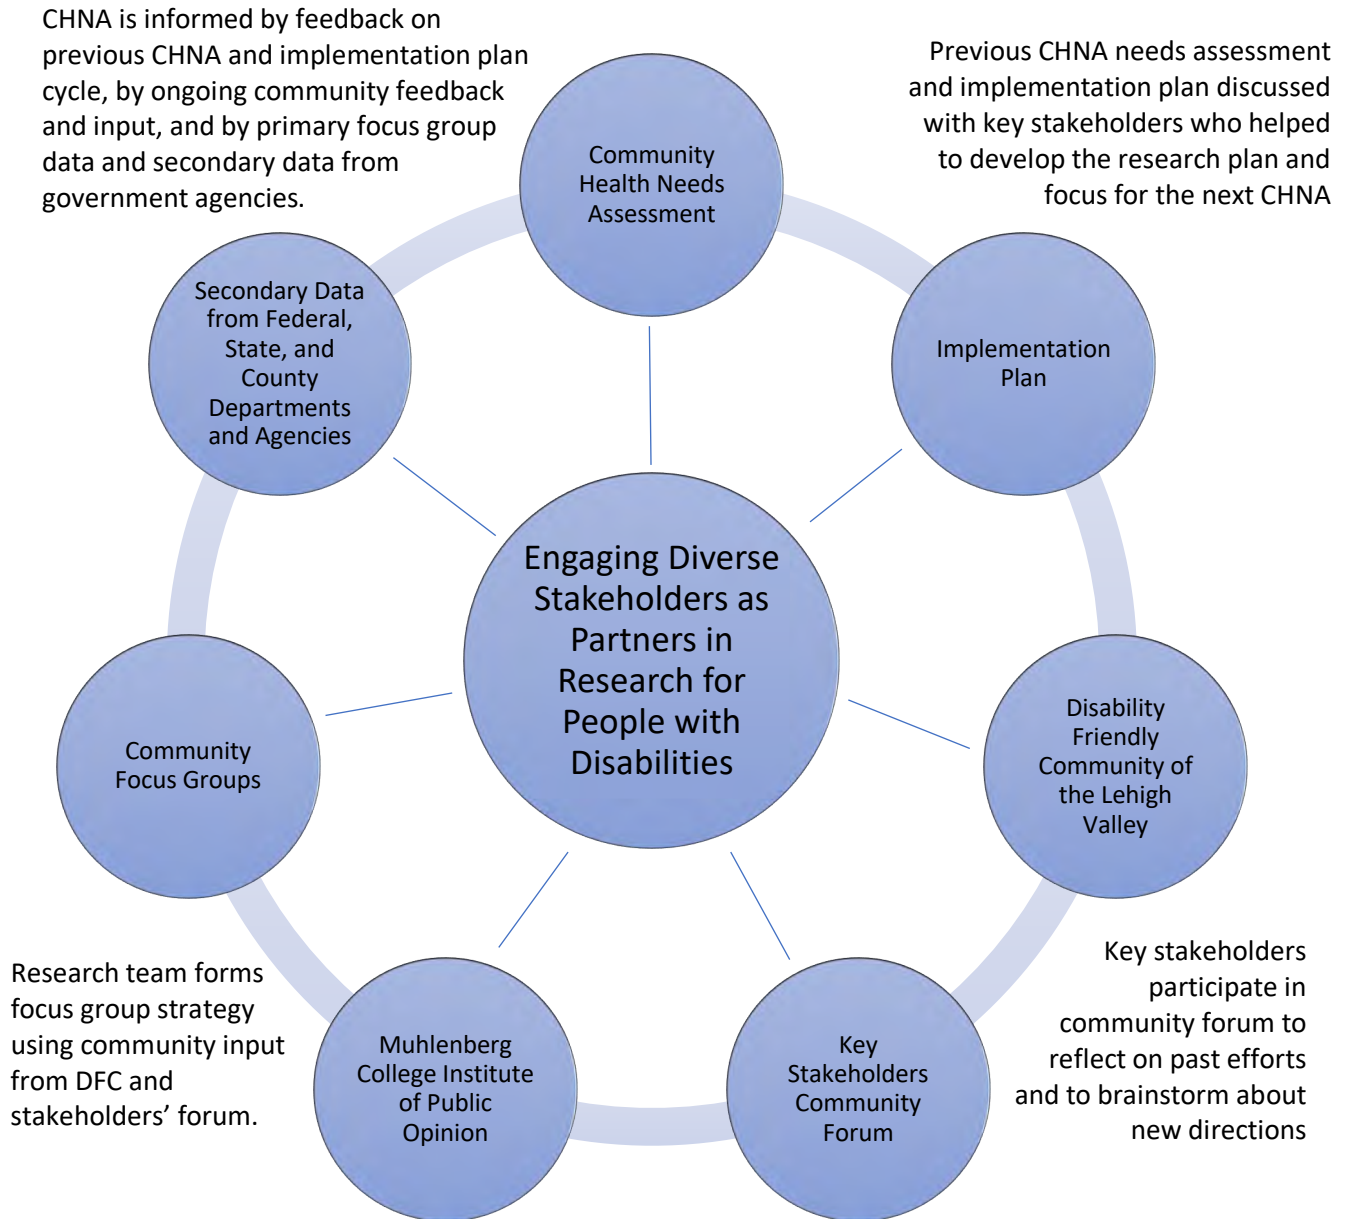 CHNA is informed by feedback on
previous CHNA and implementation plan
cycle, by ongoing community feedback
and input, and by primary focus group
data and secondary data from
government agencies.
Previous CHNA needs assessment
and implementation plan discussed
with key stakeholders who helped
to develop the research plan and
focus for the next CHNA
Community
Health Needs
Assessment
Implementation
Plan
Disability
Friendly
Community of
the Lehigh
Valley
Key
Stakeholders
Community
Forum
Muhlenberg
College Institute
of Public
Opinion
Community
Focus Groups
Secondary Data
from Federal,
State, and
County
Departments
and Agencies
Engaging Diverse
Stakeholders as
Partners in
Research for
People with
Disabilities
Key stakeholders
participate in
community forum to
reflect on past efforts
and to brainstorm about
new directions
Research team forms
focus group strategy
using community input
from DFC and
stakeholders’ forum.